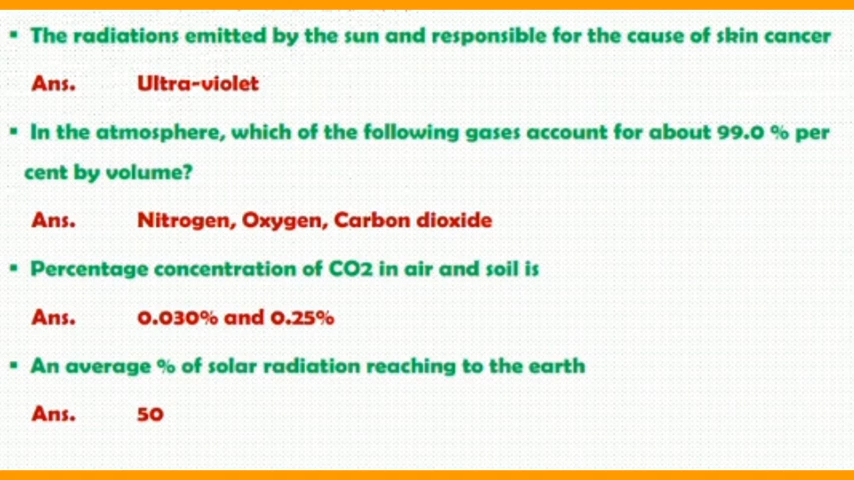 ▪ The radiations emitted by the sun and responsible for the cause of skin cancer
Ans. Ultra-violet
▪ In the atmosphere, which of the following gases account for about 99.0 % per
cent by volume?
Ans. Nitrogen, Oxygen, Carbon dioxide
▪ Percentage concentration of CO2 in air and soil is
Ans. 0.030% and 0.25%
▪ An average % of solar radiation reaching to the earth
Ans. 50